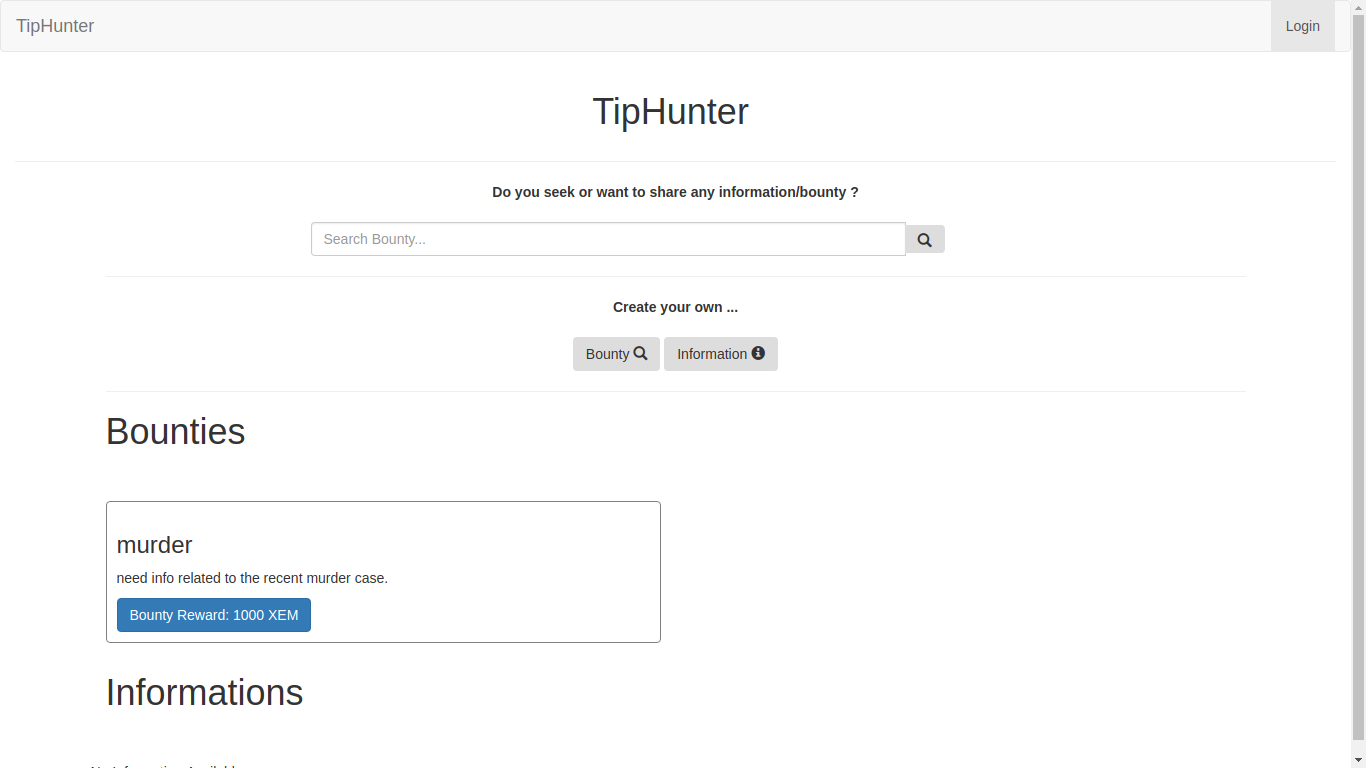 TipHunter
Login
TipHunter
Do you seek or want to share any information/bounty ?
Search Bounty...
Create your own ...
Bounty
Information
Bounties
murder
need info related to the recent murder case.
Bounty Reward: 1000 XEM
Informations